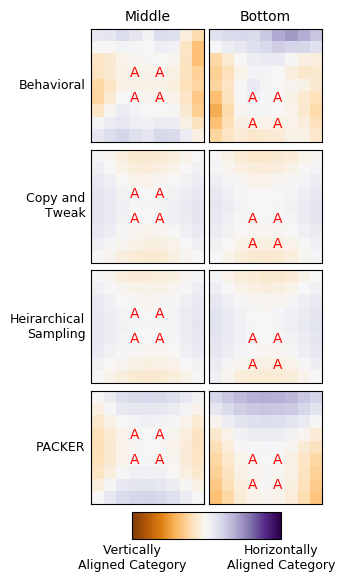 Middle Bottom
Behavioral
A A A A
A A A A
Copy and
Tweak
A A A A
A A A A
Heirarchical
Sampling
A A A A
A A A A
PACKER
A A A A
A A A A
Vertically
Aligned Category
Horizontally
Aligned Category